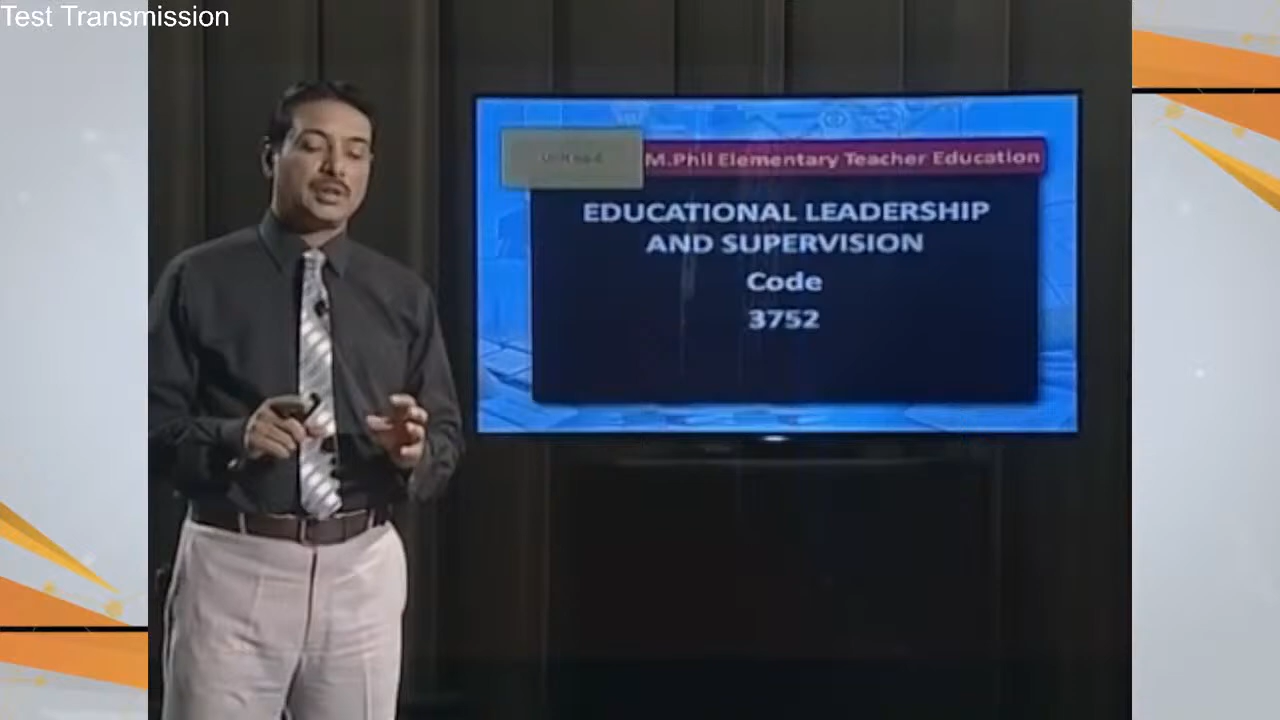 Test Transmission
M.Phil Elementary Teacher Education
EDUCATIONAL LEADERSHIP
AND SUPERVISION
Code
3752